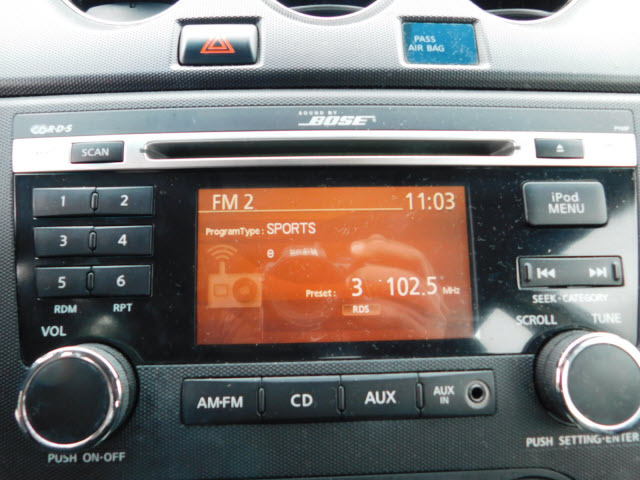 PASS
AIR BAG
SOUND BY
BOSE
R·D·S
SCAN
FM 2 11:03
Program Type : SPORTS
Preset : 3 102.5 MHz
RDS
1 2
3 4
5 6
RDM RPT
iPod
MENU
SEEK·CATEGORY
SCROLL TUNE
VOL
AM·FM CD AUX AUX
IN
PUSH ON·OFF
PUSH SETTING·ENTER